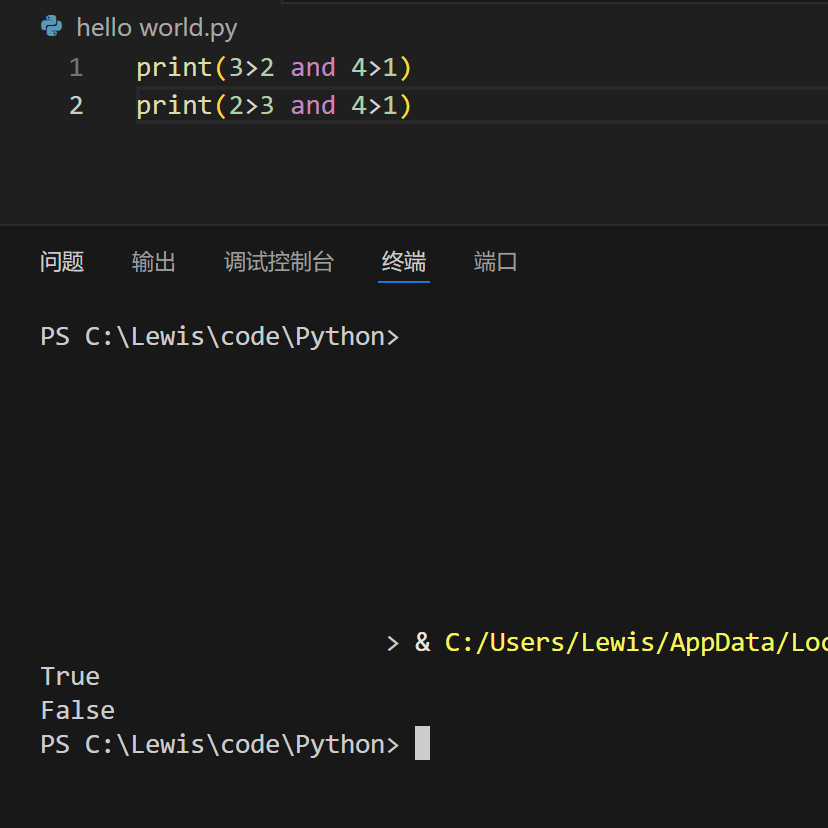 hello world.py
1 print(3>2 and 4>1)
2 print(2>3 and 4>1)
问题 输出 调试控制台 终端 端口
PS C:\Lewis\code\Python>
> & C:/Users/Lewis/AppData/Loc
True
False
PS C:\Lewis\code\Python>